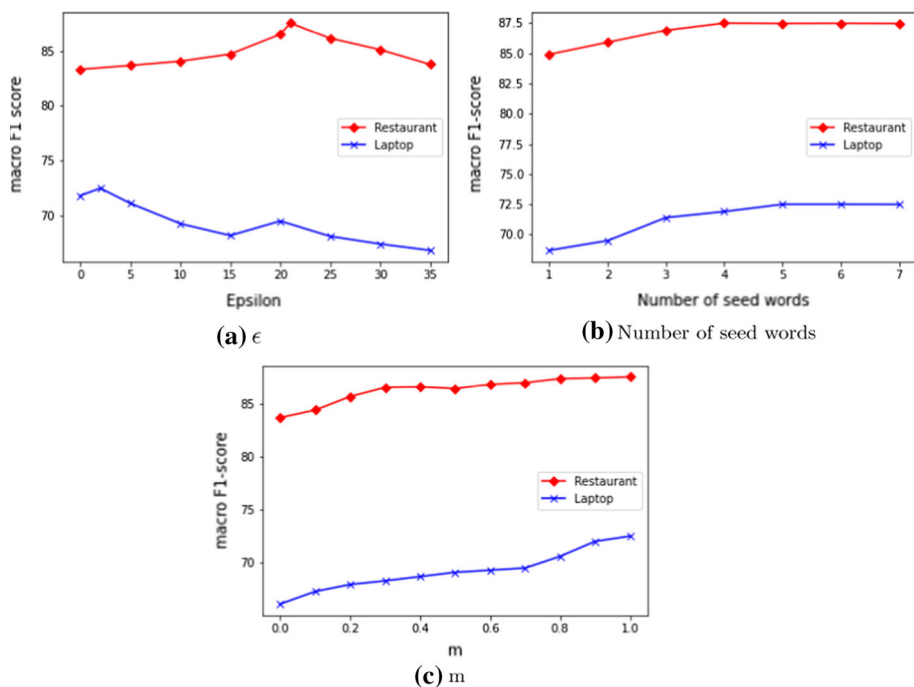 85
80
75
70
macro F1 score
Restaurant
Laptop
0 5 10 15 20 25 30 35
Epsilon
(a) ϵ
87.5
85.0
82.5
80.0
77.5
75.0
72.5
70.0
macro F1-score
Restaurant
Laptop
1 2 3 4 5 6 7
Number of seed words
(b) Number of seed words
85
80
75
70
macro F1-score
Restaurant
Laptop
0.0 0.2 0.4 0.6 0.8 1.0
m
(c) m